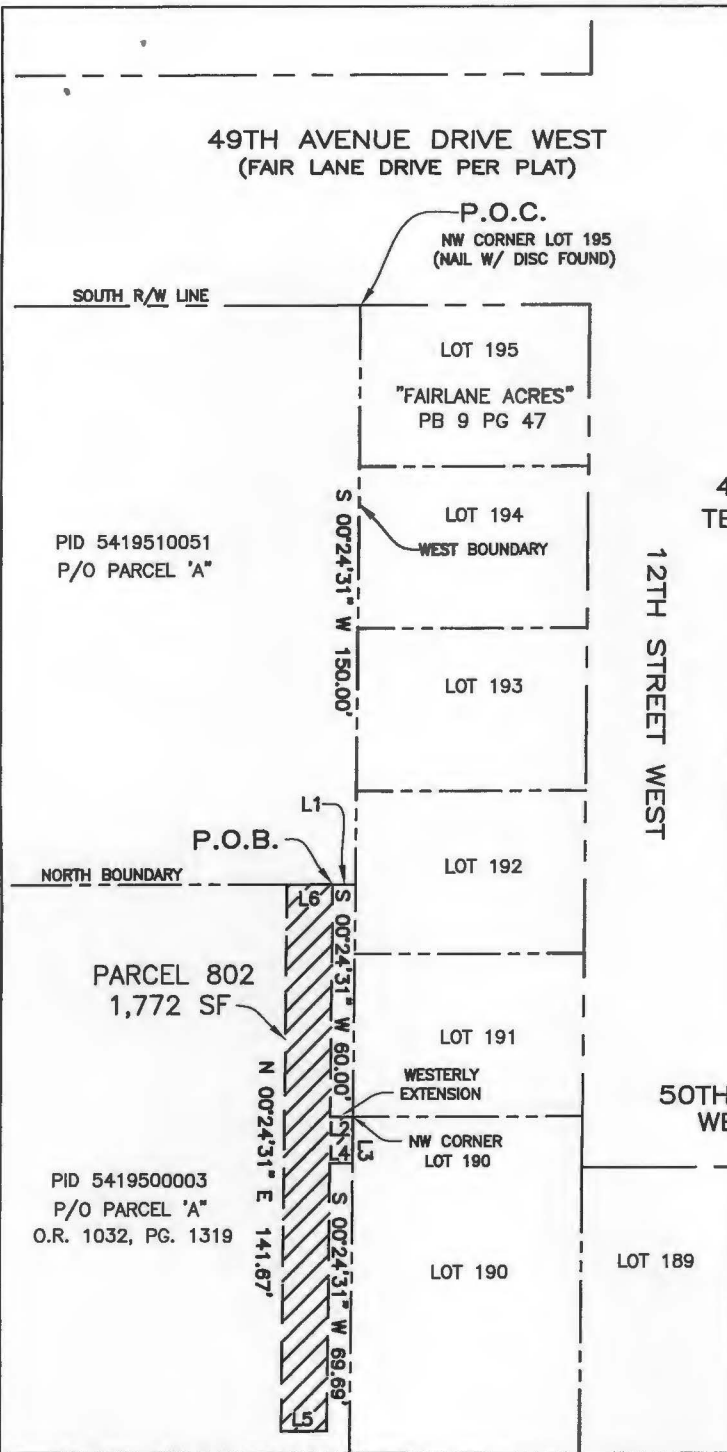 49TH AVENUE DRIVE WEST
(FAIR LANE DRIVE PER PLAT)
P.O.C.
NW CORNER LOT 195
(NAIL W/ DISC FOUND)
SOUTH R/W LINE
LOT 195
"FAIRLANE ACRES"
PB 9 PG 47
LOT 194
WEST BOUNDARY
S 00°24'31" W 150.00'
PID 5419510051
P/O PARCEL 'A"
12TH STREET WEST
4
TE
LOT 193
L1
P.O.B.
LOT 192
NORTH BOUNDARY
L6
S 00°24'31" W 60.00'
PARCEL 802
1,772 SF
LOT 191
WESTERLY
EXTENSION
N 00°24'31" E 141.67'
L2
L3
L4
NW CORNER
LOT 190
50TH
WE
PID 5419500003
P/O PARCEL 'A"
O.R. 1032, PG. 1319
S 00°24'31" W 69.69'
LOT 190
LOT 189
L5